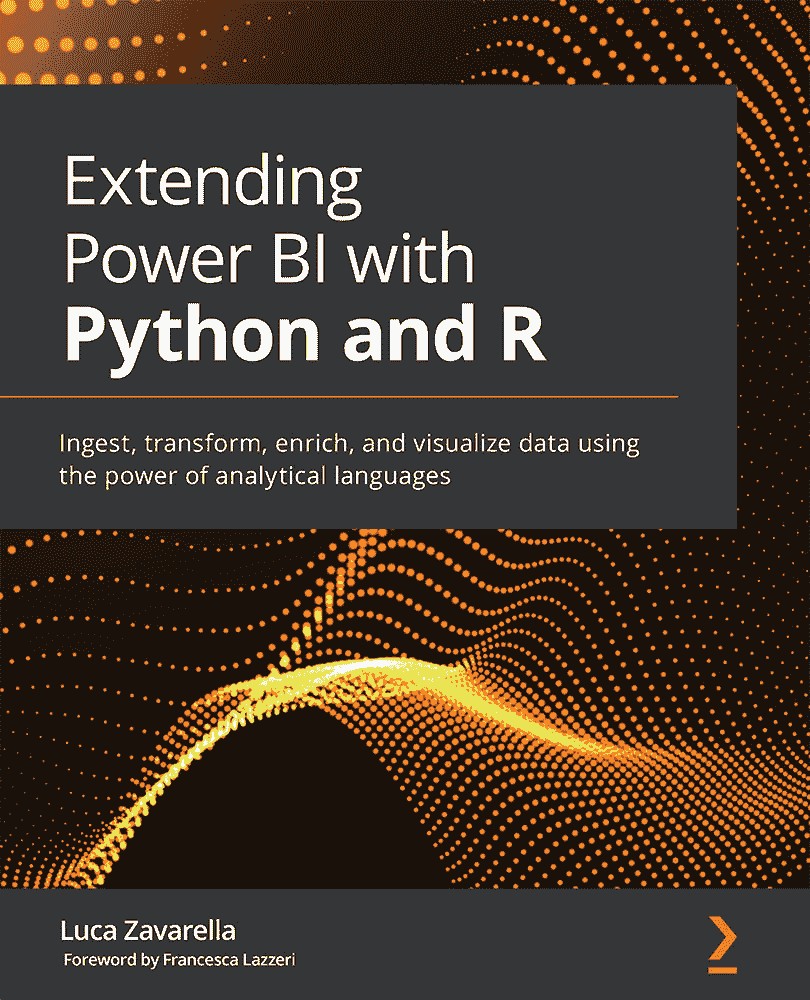 Extending
Power BI with
Python and R
Ingest, transform, enrich, and visualize data using
the power of analytical languages
Luca Zavarella
Foreword by Francesca Lazzeri